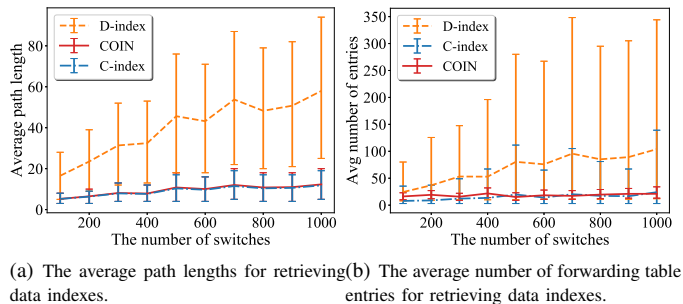 D-index
COIN
C-index
80
60
40
20
0
Average path length
200
400
600
800
1000
The number of switches
D-index
C-index
COIN
350
300
250
200
150
100
50
0
Avg number of entries
200
400
600
800
1000
The number of switches
(a) The average path lengths for retrieving
data indexes.
(b) The average number of forwarding table
entries for retrieving data indexes.